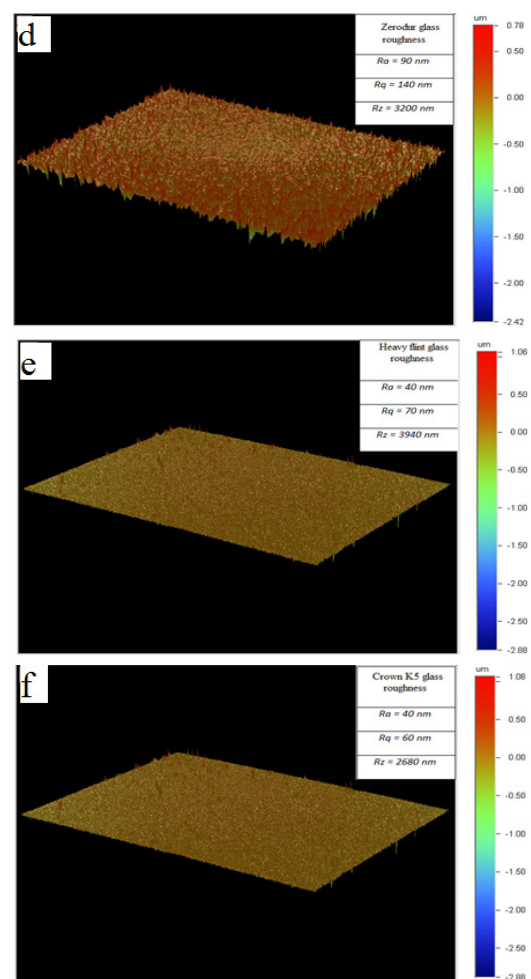 d
Zerodur glass
roughness
Ra = 90 nm
Rq = 140 nm
Rz = 3200 nm
um
0.78
0.50
0.00
-0.50
-1.00
-1.50
-2.00
-2.42
e
Heavy flint glass
roughness
Ra = 40 nm
Rq = 70 nm
Rz = 3940 nm
um
1.06
0.50
0.00
-0.50
-1.00
-1.50
-2.00
-2.50
-2.88
f
Crown K5 glass
roughness
Ra = 40 nm
Rq = 60 nm
Rz = 2680 nm
um
1.06
0.50
0.00
-0.50
-1.00
-1.50
-2.00
-2.50
-2.88